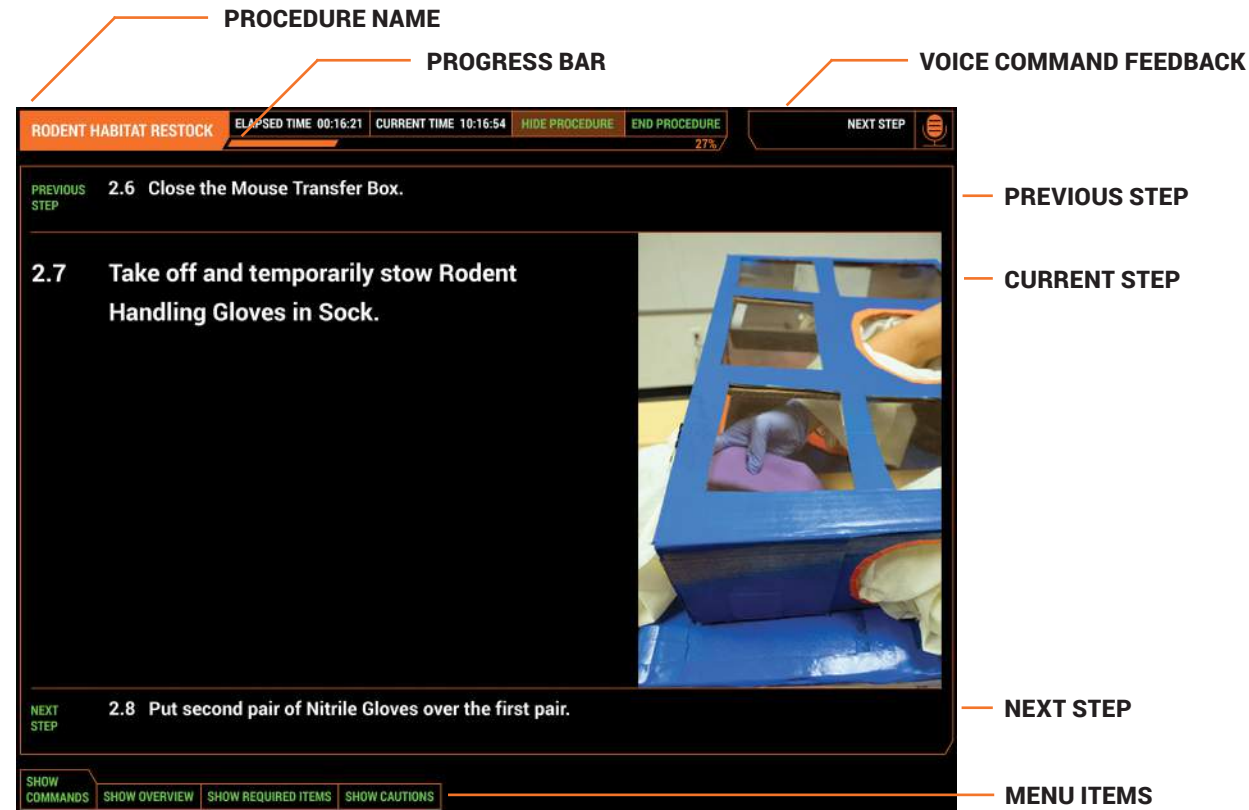 PROCEDURE NAME
PROGRESS BAR
VOICE COMMAND FEEDBACK
RODENT HABITAT RESTOCK
ELAPSED TIME 00:16:21
CURRENT TIME 10:16:54
HIDE PROCEDURE
END PROCEDURE
27%
NEXT STEP
PREVIOUS
STEP
2.6 Close the Mouse Transfer Box.
PREVIOUS STEP
2.7 Take off and temporarily stow Rodent
Handling Gloves in Sock.
CURRENT STEP
NEXT
STEP
2.8 Put second pair of Nitrile Gloves over the first pair.
NEXT STEP
SHOW
COMMANDS
SHOW OVERVIEW
SHOW REQUIRED ITEMS
SHOW CAUTIONS
MENU ITEMS